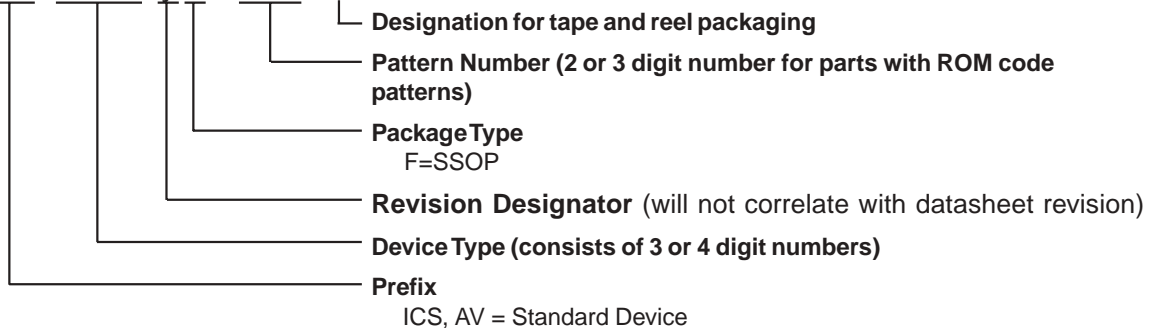 Designation for tape and reel packaging
Pattern Number (2 or 3 digit number for parts with ROM code
patterns)
Package Type
F=SSOP
Revision Designator (will not correlate with datasheet revision)
Device Type (consists of 3 or 4 digit numbers)
Prefix
ICS, AV = Standard Device